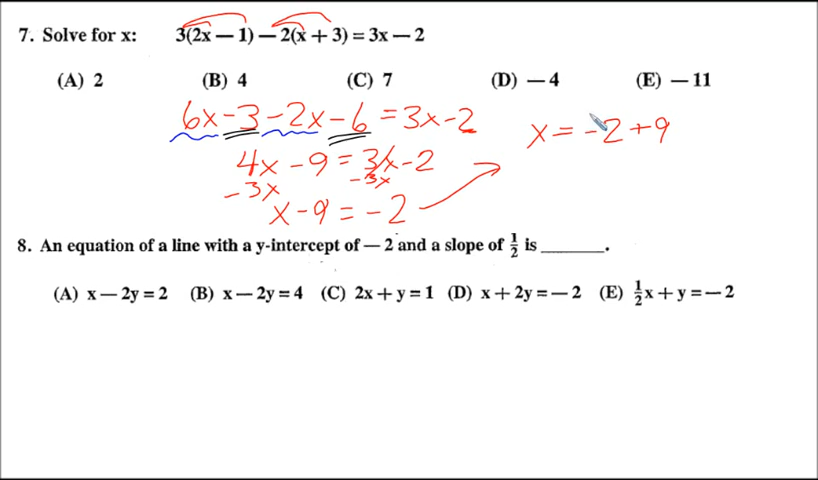 7. Solve for x: 3(2x – 1) – 2(x + 3) = 3x – 2
(A) 2 (B) 4 (C) 7 (D) – 4 (E) – 11
6x - 3 - 2x - 6 = 3x - 2
x = -2 + 9
4x - 9 = 3x - 2
- 3x - 3x
x - 9 = - 2
8. An equation of a line with a y-intercept of – 2 and a slope of 1/2 is ______.
(A) x – 2y = 2 (B) x – 2y = 4 (C) 2x + y = 1 (D) x + 2y = – 2 (E) 1/2x + y = – 2